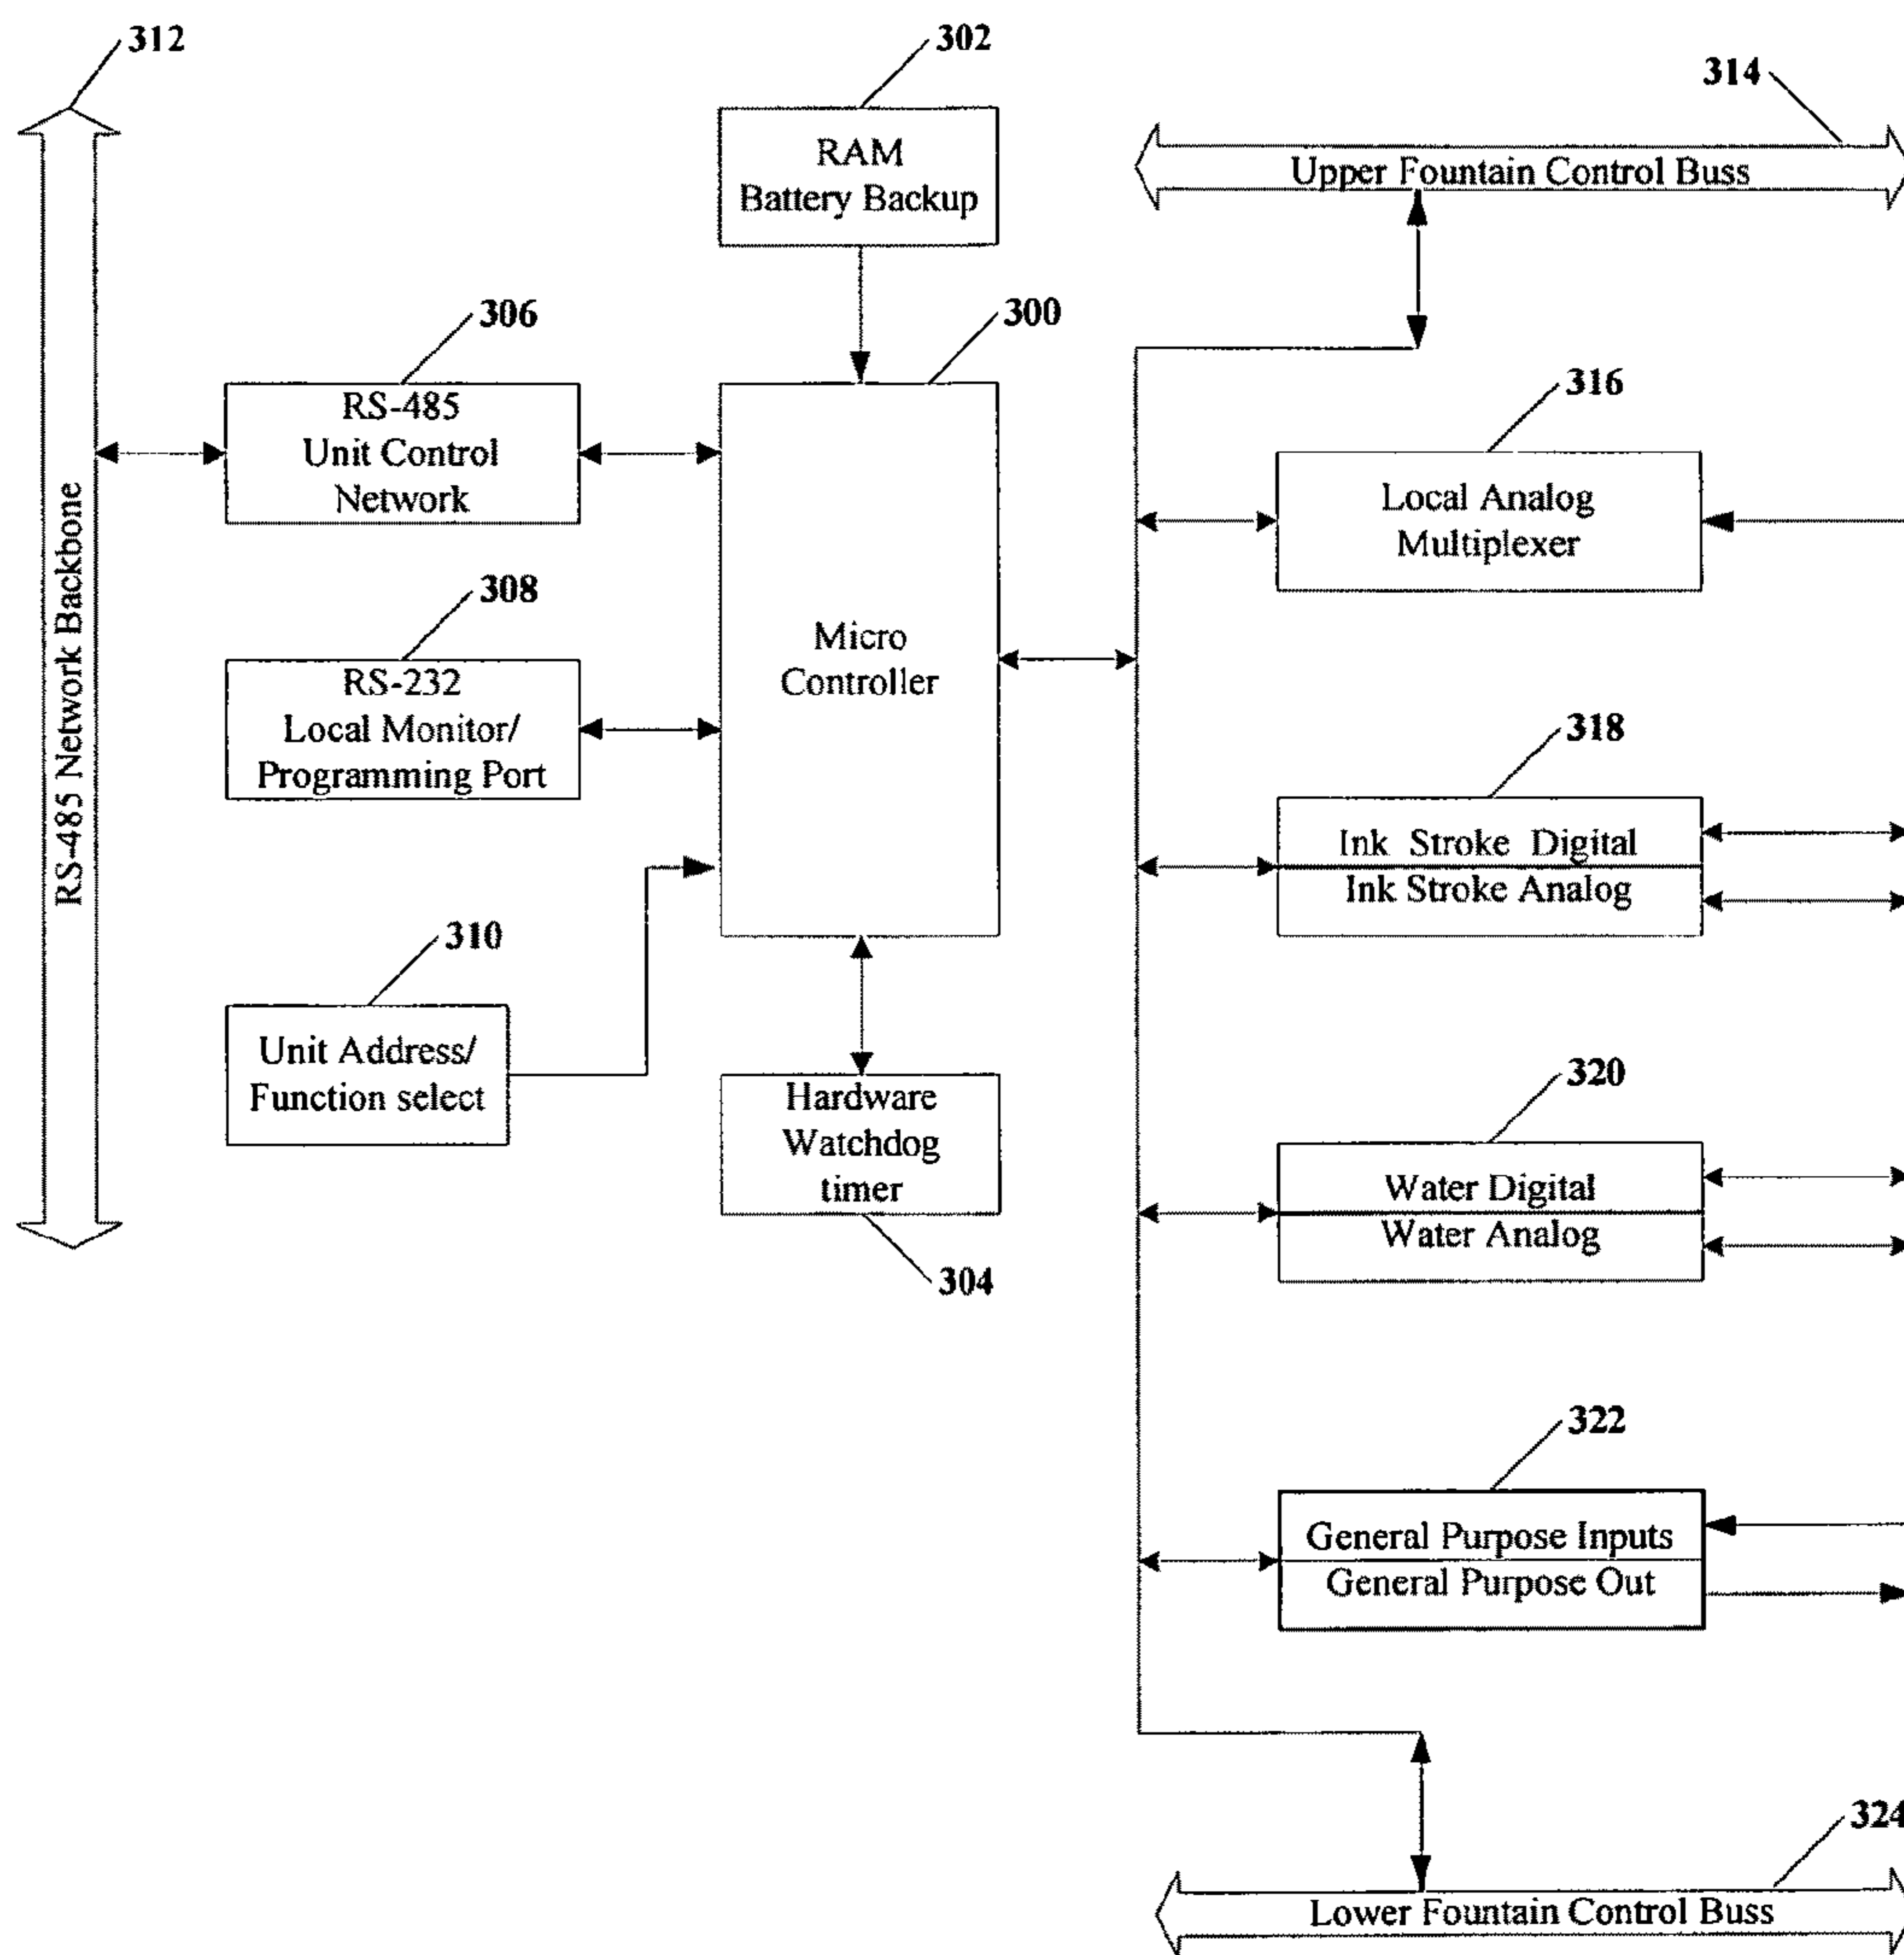 312
302
314
RAM
Battery Backup
Upper Fountain Control Buss
306
300
316
RS-485
Unit Control
Network
Local Analog
Multiplexer
RS-485 Network Backbone
308
RS-232
Local Monitor/
Programming Port
Micro
Controller
318
Ink Stroke Digital
Ink Stroke Analog
310
Unit Address/
Function select
Hardware
Watchdog
timer
304
320
Water Digital
Water Analog
322
General Purpose Inputs
General Purpose Out
324
Lower Fountain Control Buss